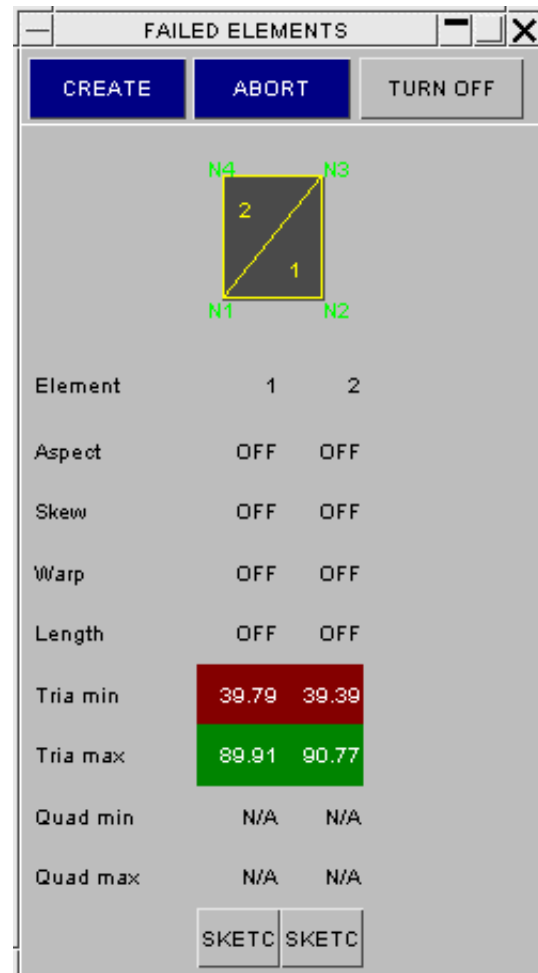 FAILED ELEMENTS
CREATE ABORT TURN OFF
N4 N3
2
1
N1 N2
Element 1 2
Aspect OFF OFF
Skew OFF OFF
Warp OFF OFF
Length OFF OFF
Tria min 39.79 39.39
Tria max 89.91 90.77
Quad min N/A N/A
Quad max N/A N/A
SKETC SKETC